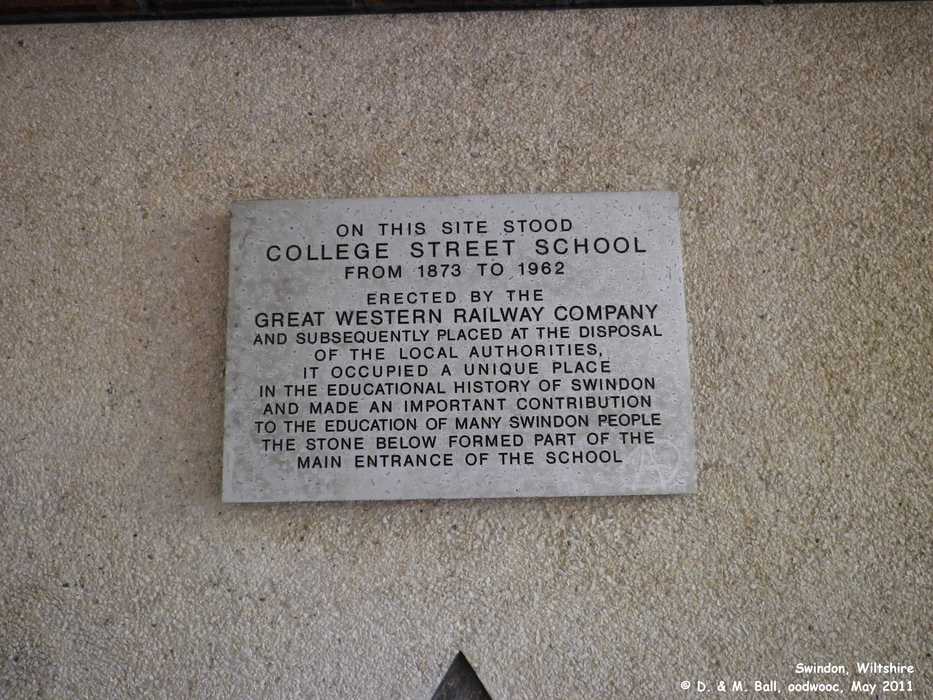 ON THIS SITE STOOD
COLLEGE STREET SCHOOL
FROM 1873 TO 1962
ERECTED BY THE
GREAT WESTERN RAILWAY COMPANY
AND SUBSEQUENTLY PLACED AT THE DISPOSAL
OF THE LOCAL AUTHORITIES,
IT OCCUPIED A UNIQUE PLACE
IN THE EDUCATIONAL HISTORY OF SWINDON
AND MADE AN IMPORTANT CONTRIBUTION
TO THE EDUCATION OF MANY SWINDON PEOPLE
THE STONE BELOW FORMED PART OF THE
MAIN ENTRANCE OF THE SCHOOL
Swindon, Wiltshire
© D. & M. Ball, oodwooc, May 2011